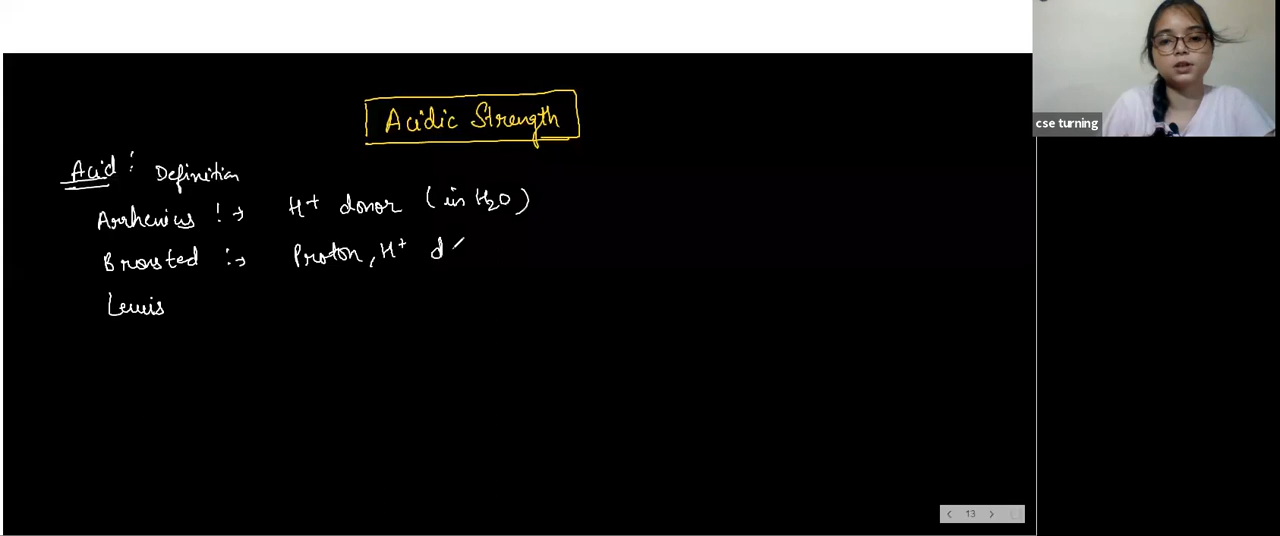 Acidic Strength
cse turning
Acid : Definition
Arrhenius :→ H+ donor (in H2O)
Bronsted :→ Proton, H+ d
Lewis
13